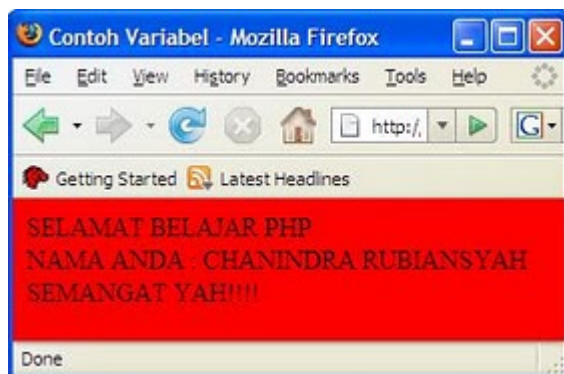 Contoh Variabel - Mozilla Firefox
File Edit View History Bookmarks Tools Help
http:/, G
Getting Started Latest Headlines
SELAMAT BELAJAR PHP
NAMA ANDA : CHANINDRA RUBIANSYAH
SEMANGAT YAH!!!!
Done